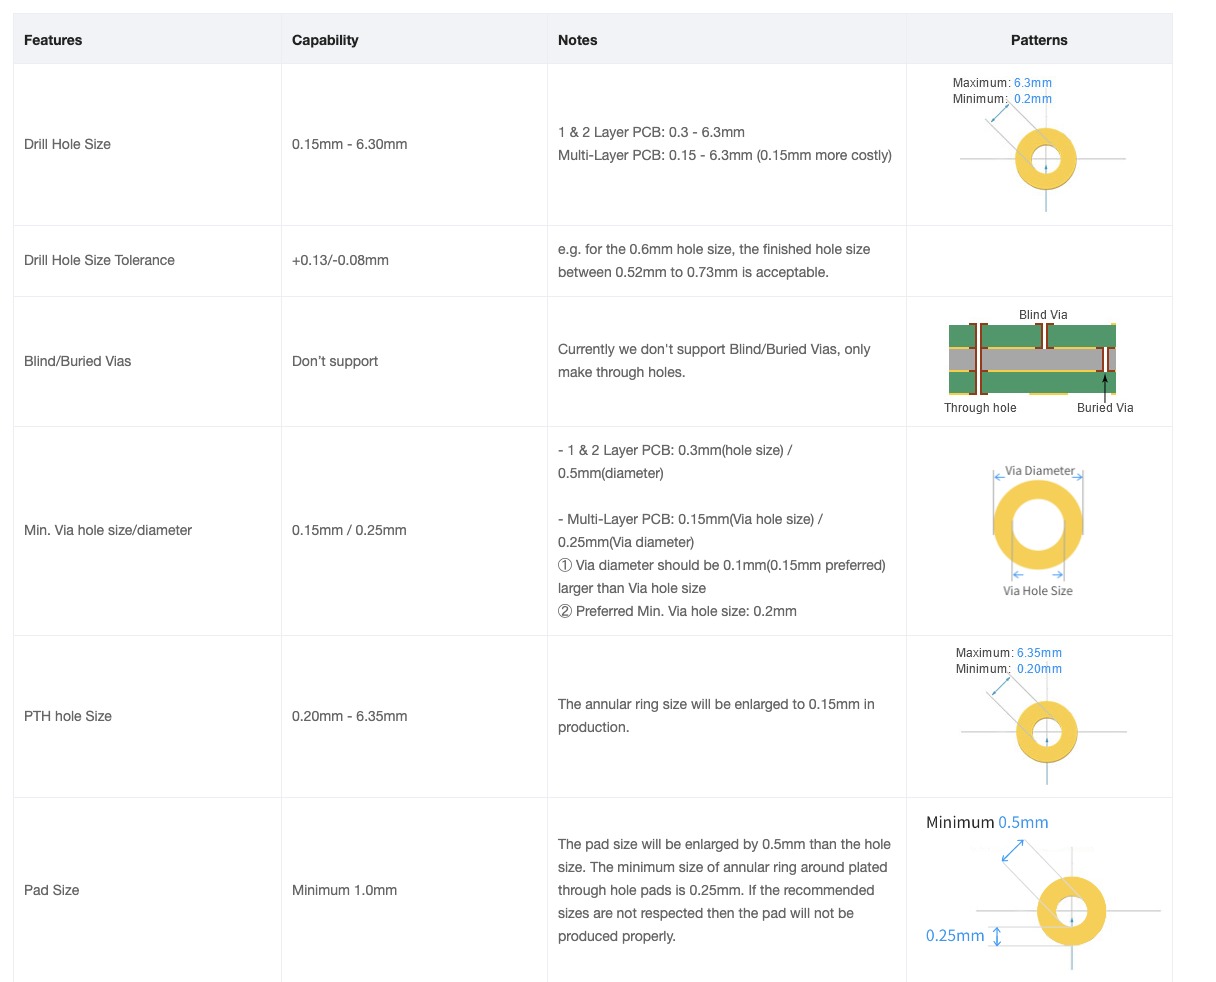 Features Capability Notes Patterns
Drill Hole Size
0.15mm - 6.30mm
1 & 2 Layer PCB: 0.3 - 6.3mm
Multi-Layer PCB: 0.15 - 6.3mm (0.15mm more costly)
Maximum: 6.3mm
Minimum: 0.2mm
Drill Hole Size Tolerance
+0.13/-0.08mm
e.g. for the 0.6mm hole size, the finished hole size
between 0.52mm to 0.73mm is acceptable.
Blind/Buried Vias
Don’t support
Currently we don't support Blind/Buried Vias, only
make through holes.
Blind Via
Through hole
Buried Via
Min. Via hole size/diameter
0.15mm / 0.25mm
- 1 & 2 Layer PCB: 0.3mm(hole size) /
0.5mm(diameter)
- Multi-Layer PCB: 0.15mm(Via hole size) /
0.25mm(Via diameter)
① Via diameter should be 0.1mm(0.15mm preferred)
larger than Via hole size
② Preferred Min. Via hole size: 0.2mm
Via Diameter
Via Hole Size
PTH hole Size
0.20mm - 6.35mm
The annular ring size will be enlarged to 0.15mm in
production.
Maximum: 6.35mm
Minimum: 0.20mm
Pad Size
Minimum 1.0mm
The pad size will be enlarged by 0.5mm than the hole
size. The minimum size of annular ring around plated
through hole pads is 0.25mm. If the recommended
sizes are not respected then the pad will not be
produced properly.
Minimum 0.5mm
0.25mm